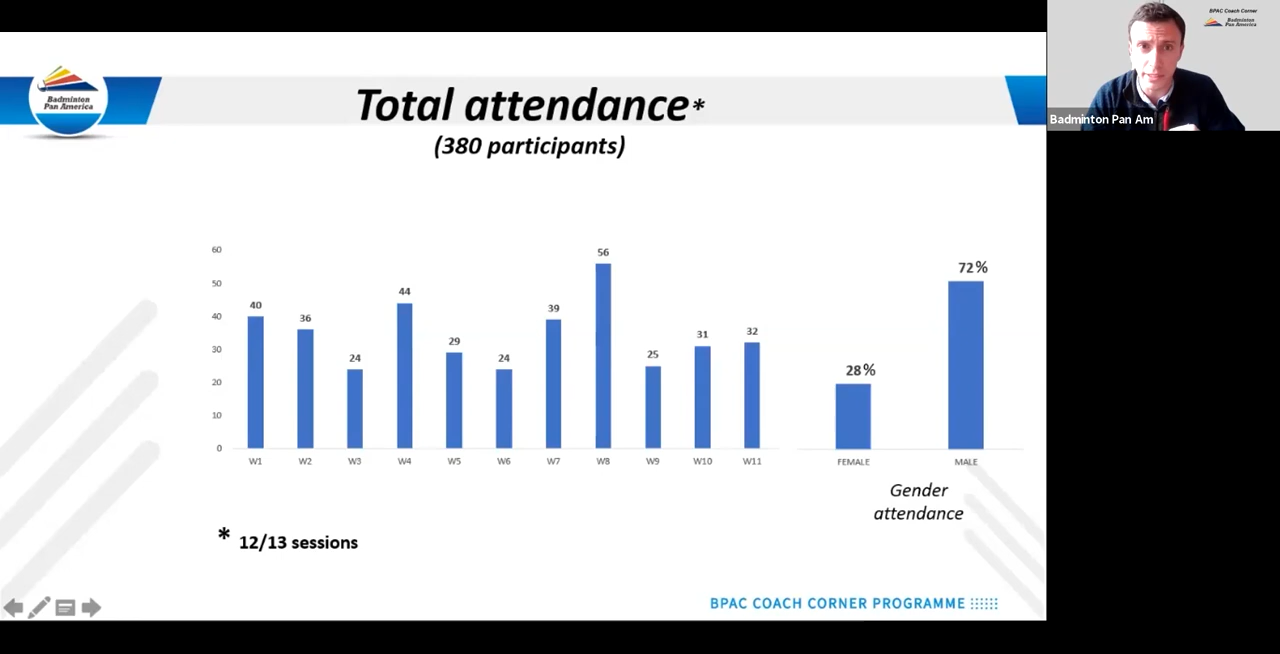 BPAC Coach Corner
Badminton
Pan America
Badminton Pan Am
Badminton
Pan America
Total attendance*
(380 participants)
60
50
40
30
20
10
0
40
36
24
44
29
24
39
56
25
31
32
W1
W2
W3
W4
W5
W6
W7
W8
W9
W10
W11
28%
72%
FEMALE
MALE
Gender
attendance
* 12/13 sessions
BPAC COACH CORNER PROGRAMME